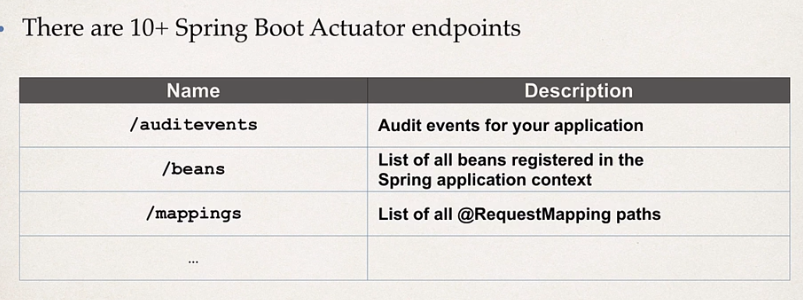 • There are 10+ Spring Boot Actuator endpoints
Name Description
/auditevents Audit events for your application
/beans List of all beans registered in the
Spring application context
/mappings List of all @RequestMapping paths
...